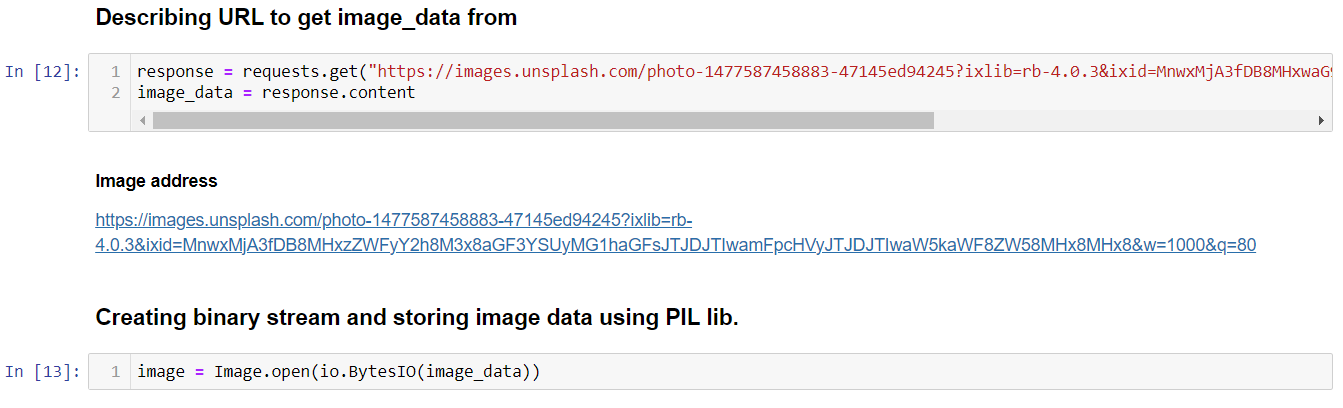 Describing URL to get image_data from
In [12]:
1 response = requests.get("https://images.unsplash.com/photo-1477587458883-47145ed94245?ixlib=rb-4.0.3&ixid=MnwxMjA3fDB8MHxwaG9
2 image_data = response.content
Image address
https://images.unsplash.com/photo-1477587458883-47145ed94245?ixlib=rb-
4.0.3&ixid=MnwxMjA3fDB8MHxzZWFyY2h8M3x8aGF3YSUyMG1haGFsJTJDJTIwamFpcHVyJTJDJTIwaW5kaWF8ZW58MHx8MHx8&w=1000&q=80
Creating binary stream and storing image data using PIL lib.
In [13]:
1 image = Image.open(io.BytesIO(image_data))